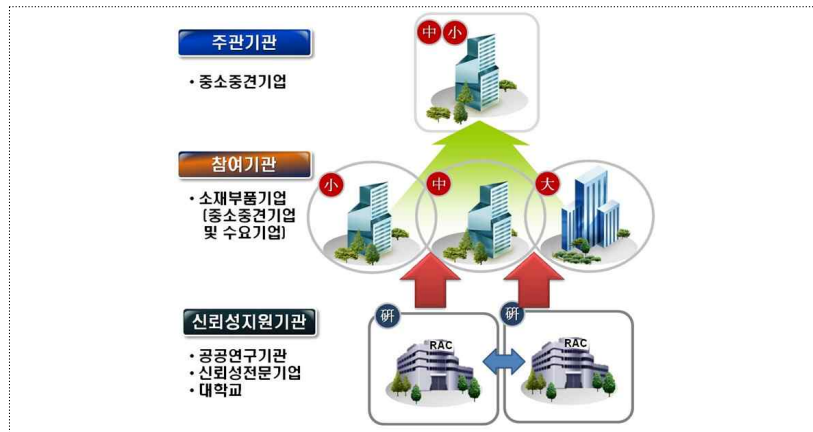 주관기관
• 중소중견기업
中 小
참여기관
• 소재부품기업
(중소중견기업
및 수요기업)
小 中 大
신뢰성지원기관
• 공공연구기관
• 신뢰성전문기업
• 대학교
硏 硏
RAC RAC